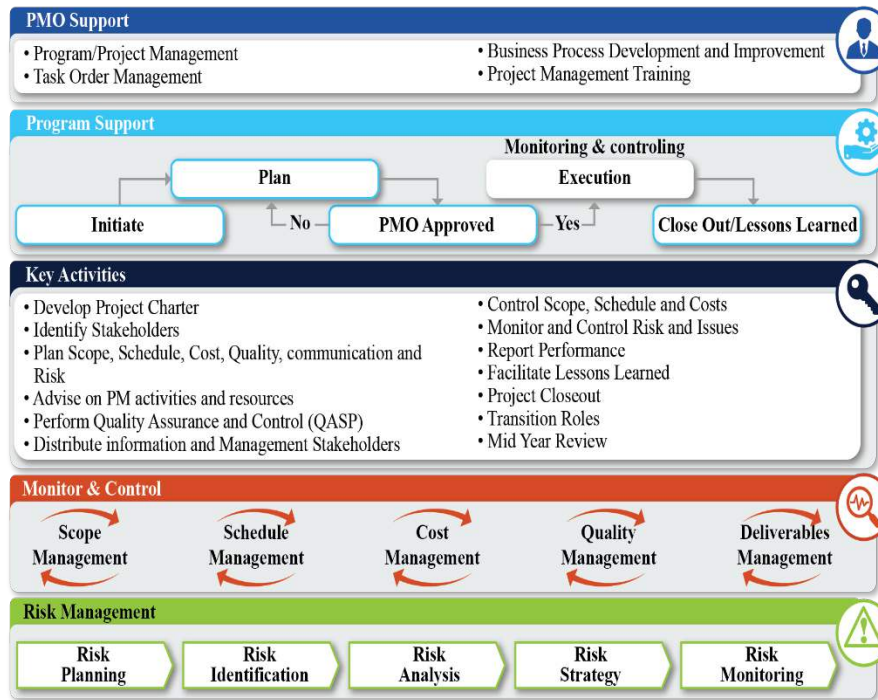 PMO Support
• Program/Project Management
• Task Order Management
• Business Process Development and Improvement
• Project Management Training
Program Support
Monitoring & controling
Plan
Execution
Initiate
No
PMO Approved
Yes
Close Out/Lessons Learned
Key Activities
• Develop Project Charter
• Identify Stakeholders
• Plan Scope, Schedule, Cost, Quality, communication and
Risk
• Advise on PM activities and resources
• Perform Quality Assurance and Control (QASP)
• Distribute information and Management Stakeholders
• Control Scope, Schedule and Costs
• Monitor and Control Risk and Issues
• Report Performance
• Facilitate Lessons Learned
• Project Closeout
• Transition Roles
• Mid Year Review
Monitor & Control
Scope
Management
Schedule
Management
Cost
Management
Quality
Management
Deliverables
Management
Risk Management
Risk
Planning
Risk
Identification
Risk
Analysis
Risk
Strategy
Risk
Monitoring